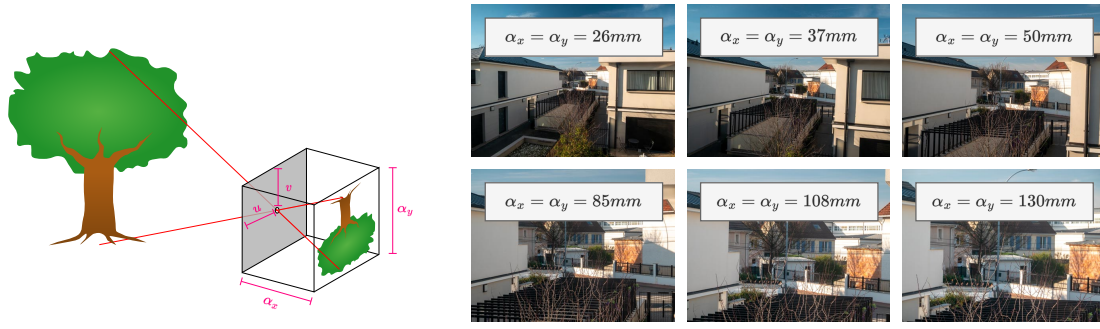 v
u
α_y
α_x
α_x = α_y = 26mm
α_x = α_y = 37mm
α_x = α_y = 50mm
α_x = α_y = 85mm
α_x = α_y = 108mm
α_x = α_y = 130mm